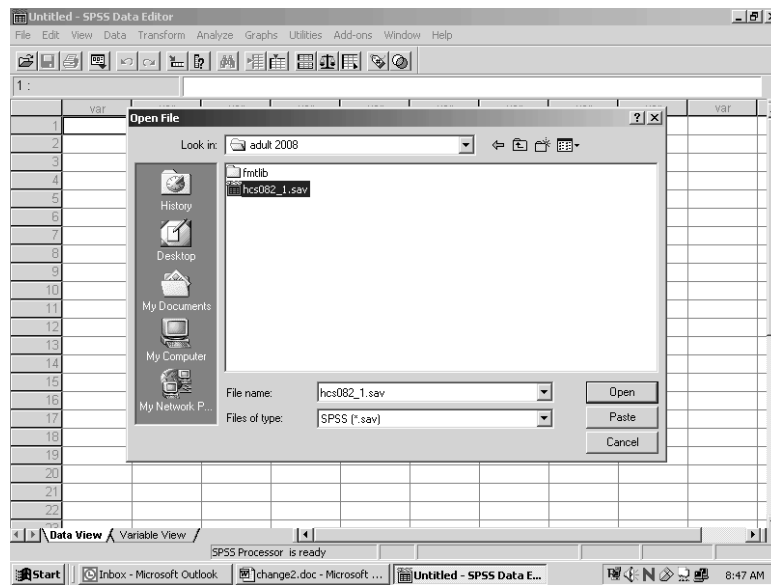 Untitled - SPSS Data Editor
File Edit View Data Transform Analyze Graphs Utilities Add-ons Window Help
1 :
var var
Open File
Look in: adult 2008
fmtlib
hcs082_1.sav
History
Desktop
My Documents
My Computer
My Network P...
File name: hcs082_1.sav Open
Files of type: SPSS (*.sav) Paste
Cancel
1
2
3
4
5
6
7
8
9
10
11
12
13
14
15
16
17
18
19
20
21
22
Data View Variable View
SPSS Processor is ready
Start Inbox - Microsoft Outlook change2.doc - Microsoft ... Untitled - SPSS Data E... N 8:47 AM